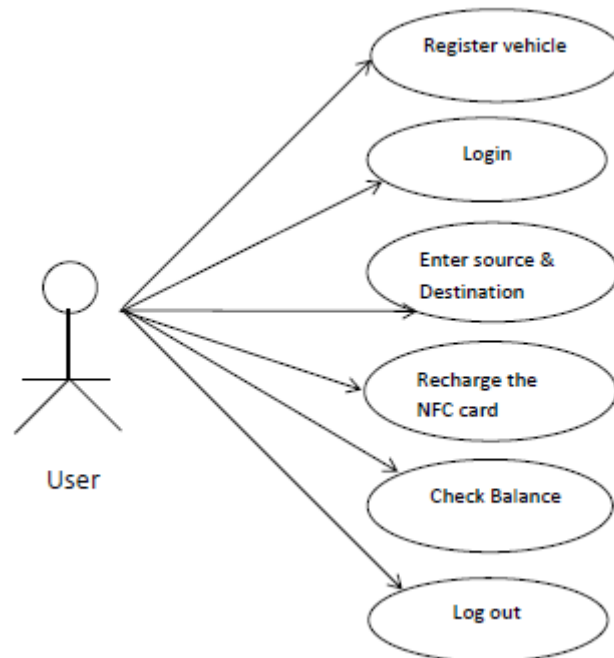 Register vehicle
Login
Enter source &
Destination
Recharge the
NFC card
User
Check Balance
Log out